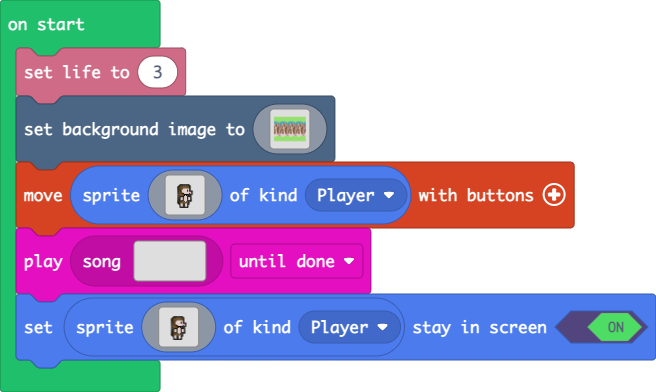 on start
set life to 3
set background image to
move sprite of kind Player with buttons
play song until done
set sprite of kind Player stay in screen ON